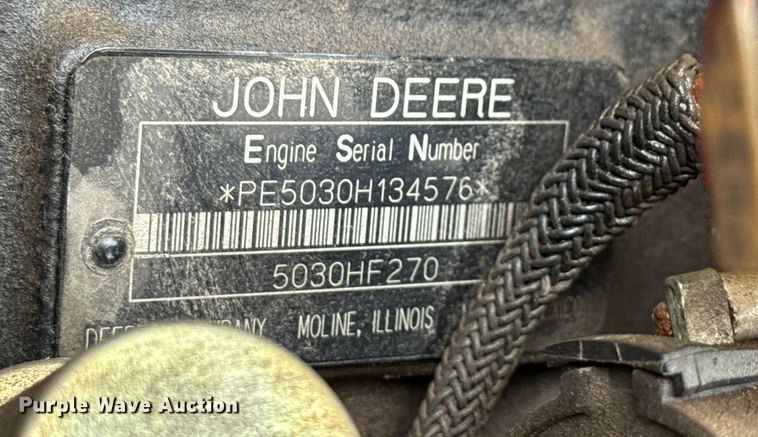 JOHN DEERE
Engine Serial Number
*PE5030H134576*
5030HF270
MOLINE, ILLINOIS
Purple Wave Auction